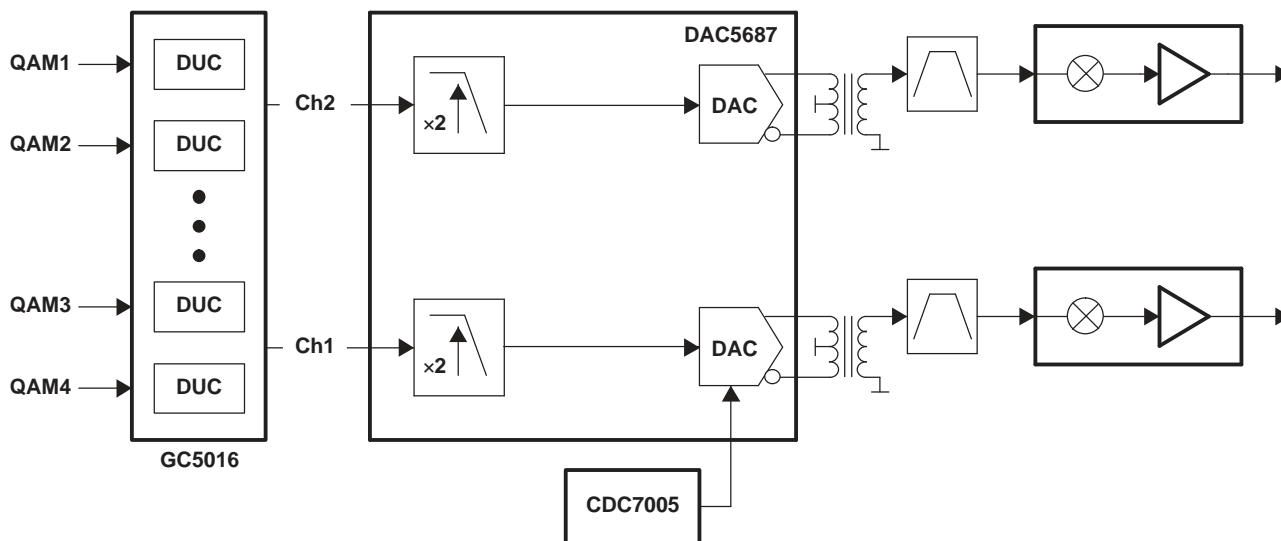 DAC5687
QAM1
DUC
Ch2
×2
DAC
QAM2
DUC
QAM3
DUC
Ch1
×2
DAC
QAM4
DUC
GC5016
CDC7005